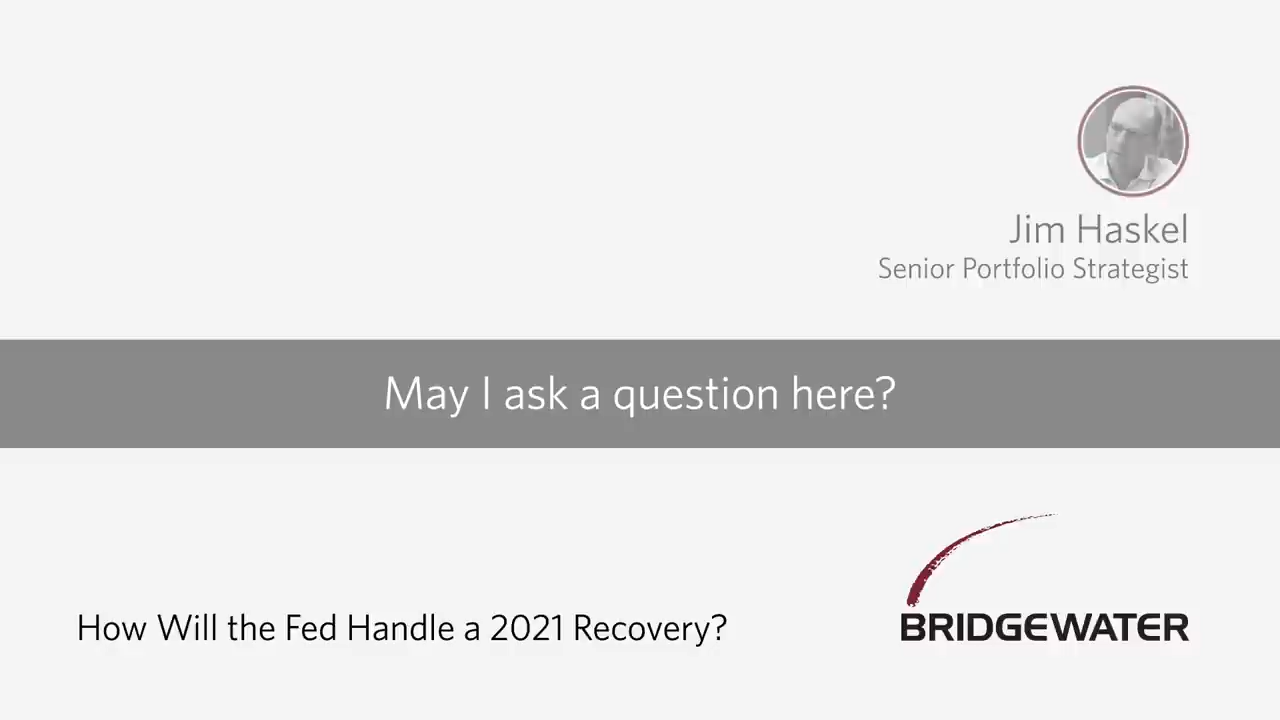 Jim Haskel
Senior Portfolio Strategist
May I ask a question here?
How Will the Fed Handle a 2021 Recovery?
BRIDGEWATER